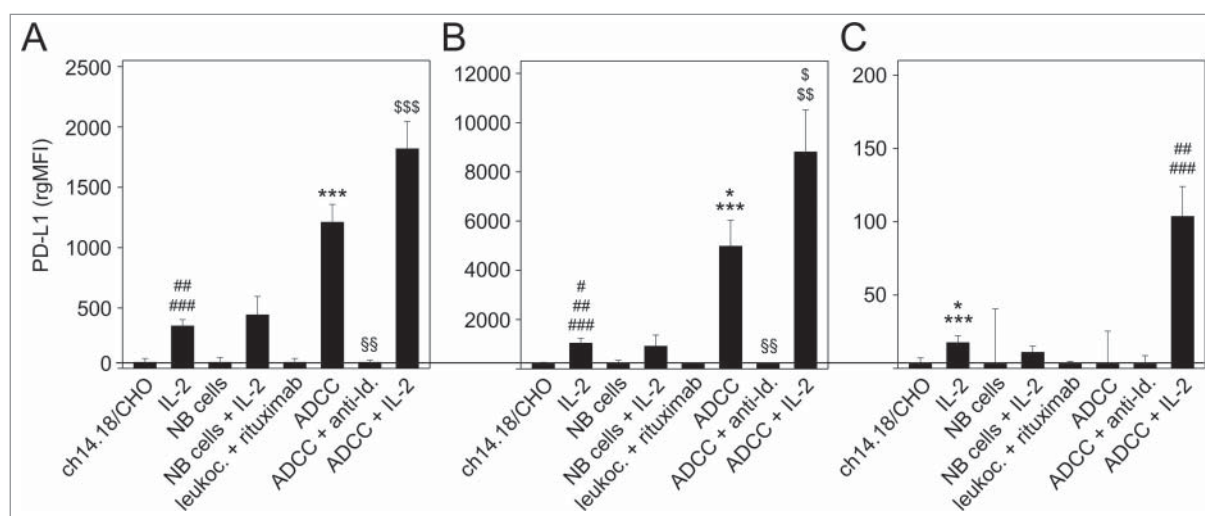 A
PD-L1 (rgMFI)
2500
2000
1500
1000
500
0
##
###
***
§§
$$$
ch14.18/CHO
IL-2
NB cells
NB cells + IL-2
leukoc. + rituximab
ADCC
ADCC + anti-Id.
ADCC + IL-2
B
12000
10000
8000
6000
4000
2000
0
#
##
###
*
***
§§
$
$$
ch14.18/CHO
IL-2
NB cells
NB cells + IL-2
leukoc. + rituximab
ADCC
ADCC + anti-Id.
ADCC + IL-2
C
200
150
100
50
0
*
***
##
###
ch14.18/CHO
IL-2
NB cells
NB cells + IL-2
leukoc. + rituximab
ADCC
ADCC + anti-Id.
ADCC + IL-2